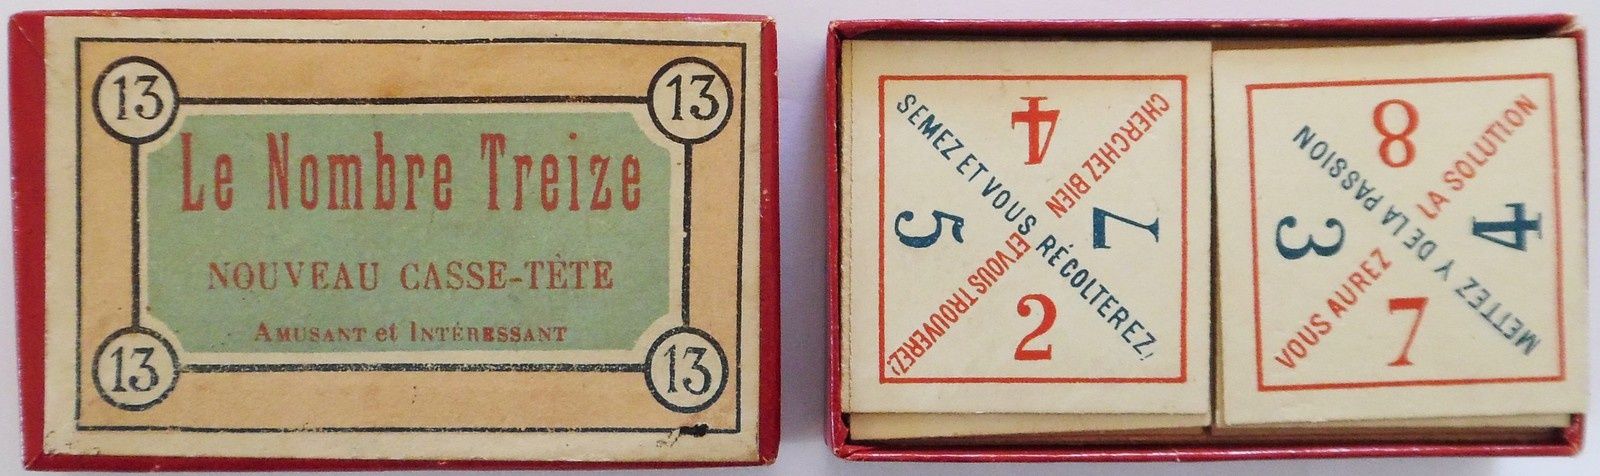 13
13
Le Nombre Treize
NOUVEAU CASSE-TÊTE
AMUSANT et INTÉRESSANT
13
13
4
SEMEZ ET VOUS RÉCOLTEREZ!
CHERCHEZ BIEN
ET VOUS TROUVEREZ!
5
7
2
8
METTEZ Y DE LA PASSION
VOUS AUREZ LA SOLUTION
3
4
7